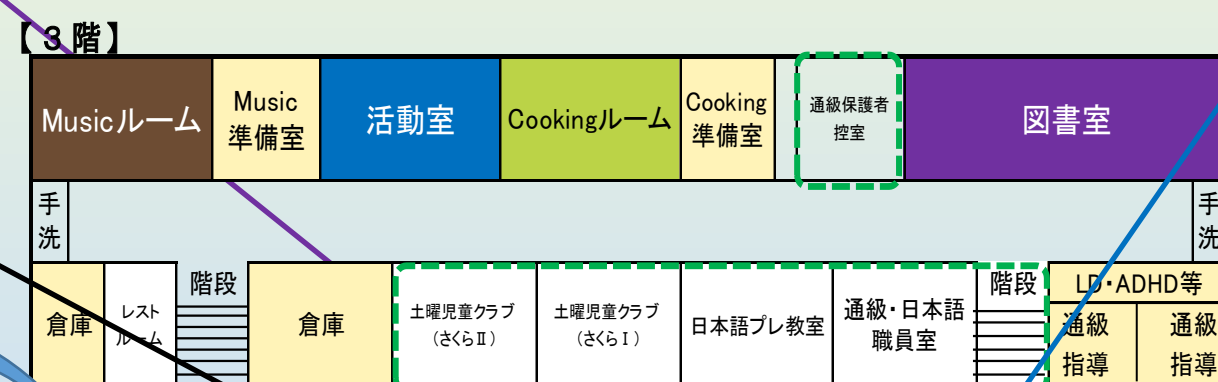 【３階】
Musicルーム
Music
準備室
活動室
Cookingルーム
Cooking
準備室
通級保護者
控室
図書室
手
洗
手
洗
倉庫
レスト
ルーム
階段
倉庫
土曜児童クラブ
（さくらⅡ）
土曜児童クラブ
（さくらⅠ）
日本語プレ教室
通級・日本語
職員室
階段
LD・ADHD等
通級
指導
通級
指導